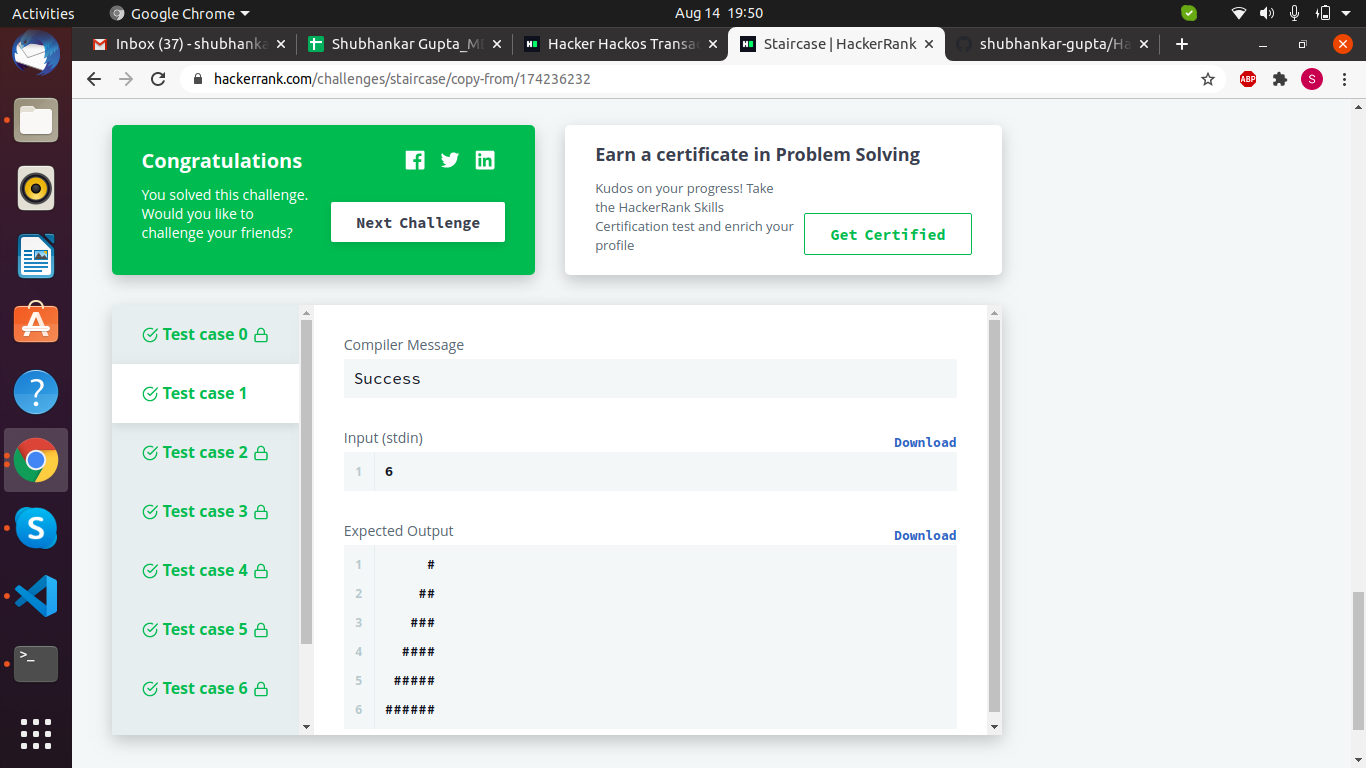 Activities
Google Chrome
Aug 14 19:50
Inbox (37) - shubhanka
Shubhankar Gupta_M
Hacker Hackos Transac
Staircase | HackerRank
shubhankar-gupta/Ha
hackerrank.com/challenges/staircase/copy-from/174236232
ABP
S
Congratulations
You solved this challenge.
Would you like to
challenge your friends?
Next Challenge
Earn a certificate in Problem Solving
Kudos on your progress! Take
the HackerRank Skills
Certification test and enrich your
profile
Get Certified
Test case 0
Test case 1
Test case 2
Test case 3
Test case 4
Test case 5
Test case 6
Compiler Message
Success
Input (stdin)
Download
1 6
Expected Output
Download
1      #
2     ##
3    ###
4   ####
5  #####
6 ######